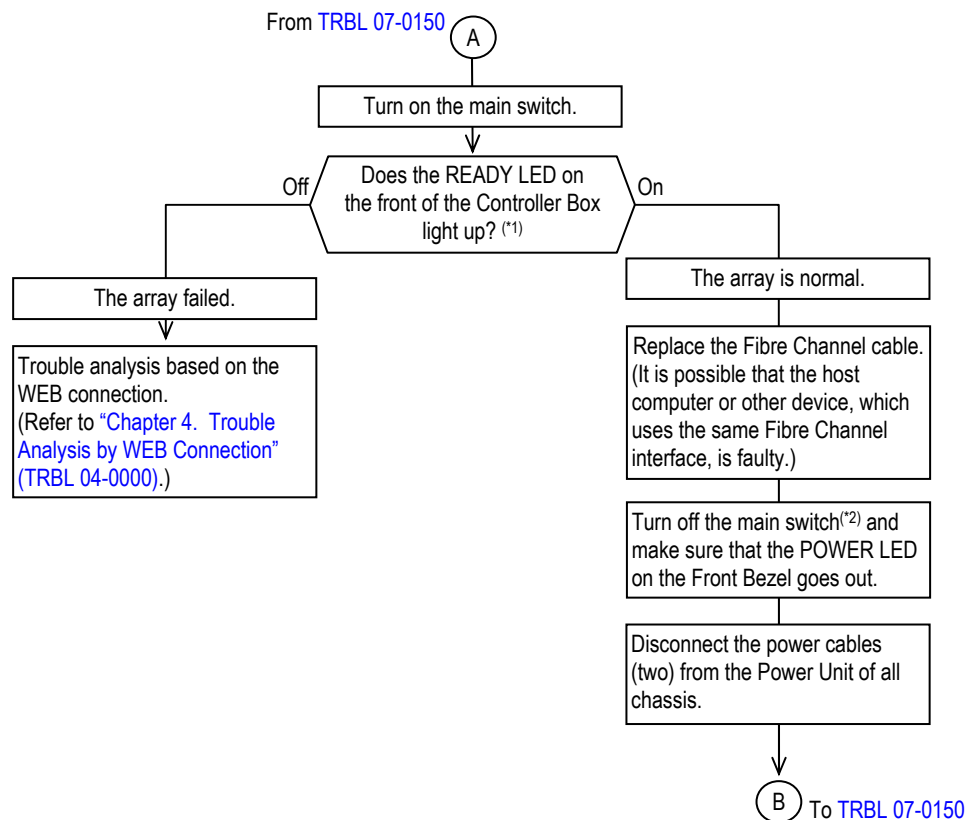 From TRBL 07-0150
A
Turn on the main switch.
Does the READY LED on
the front of the Controller Box
light up? (*1)
Off
On
The array failed.
Trouble analysis based on the
WEB connection.
(Refer to “Chapter 4. Trouble
Analysis by WEB Connection”
(TRBL 04-0000).)
The array is normal.
Replace the Fibre Channel cable.
(It is possible that the host
computer or other device, which
uses the same Fibre Channel
interface, is faulty.)
Turn off the main switch(*2) and
make sure that the POWER LED
on the Front Bezel goes out.
Disconnect the power cables
(two) from the Power Unit of all
chassis.
B
To TRBL 07-0150